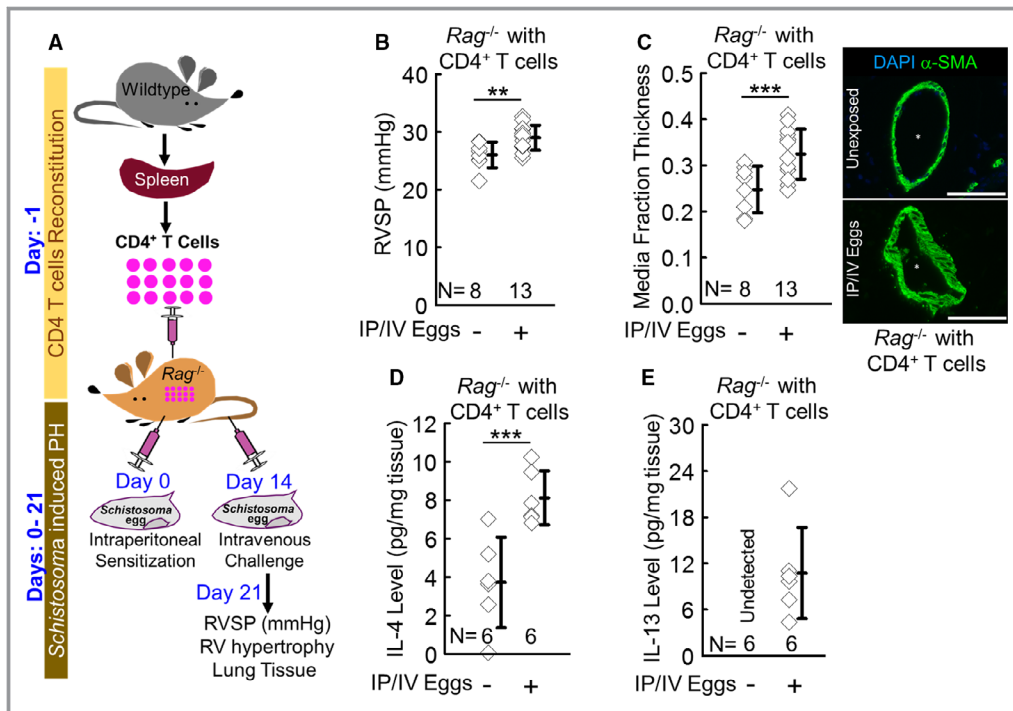 A
Day: -1
CD4 T cells Reconstitution
Days: 0- 21
Schistosoma induced PH
Wildtype
Spleen
CD4⁺ T Cells
Rag⁻/⁻
Day 0
Day 14
Schistosoma
egg
Schistosoma
egg
Intraperitoneal
Sensitization
Intravenous
Challenge
Day 21
RVSP (mmHg)
RV hypertrophy
Lung Tissue
B
Rag⁻/⁻ with
CD4⁺ T cells
RVSP (mmHg)
40
30
20
10
0
**
N= 8 13
IP/IV Eggs - +
C
Rag⁻/⁻ with
CD4⁺ T cells
Media Fraction Thickness
0.5
0.4
0.3
0.2
0.1
0.0
***
N= 8 13
IP/IV Eggs - +
DAPI α-SMA
Unexposed
*
IP/IV Eggs
*
Rag⁻/⁻ with
CD4⁺ T cells
D
Rag⁻/⁻ with
CD4⁺ T cells
IL-4 Level (pg/mg tissue)
12
10
8
6
4
2
0
***
N= 6 6
IP/IV Eggs - +
E
Rag⁻/⁻ with
CD4⁺ T cells
IL-13 Level (pg/mg tissue)
30
24
18
12
6
0
Undetected
N= 6 6
IP/IV Eggs - +